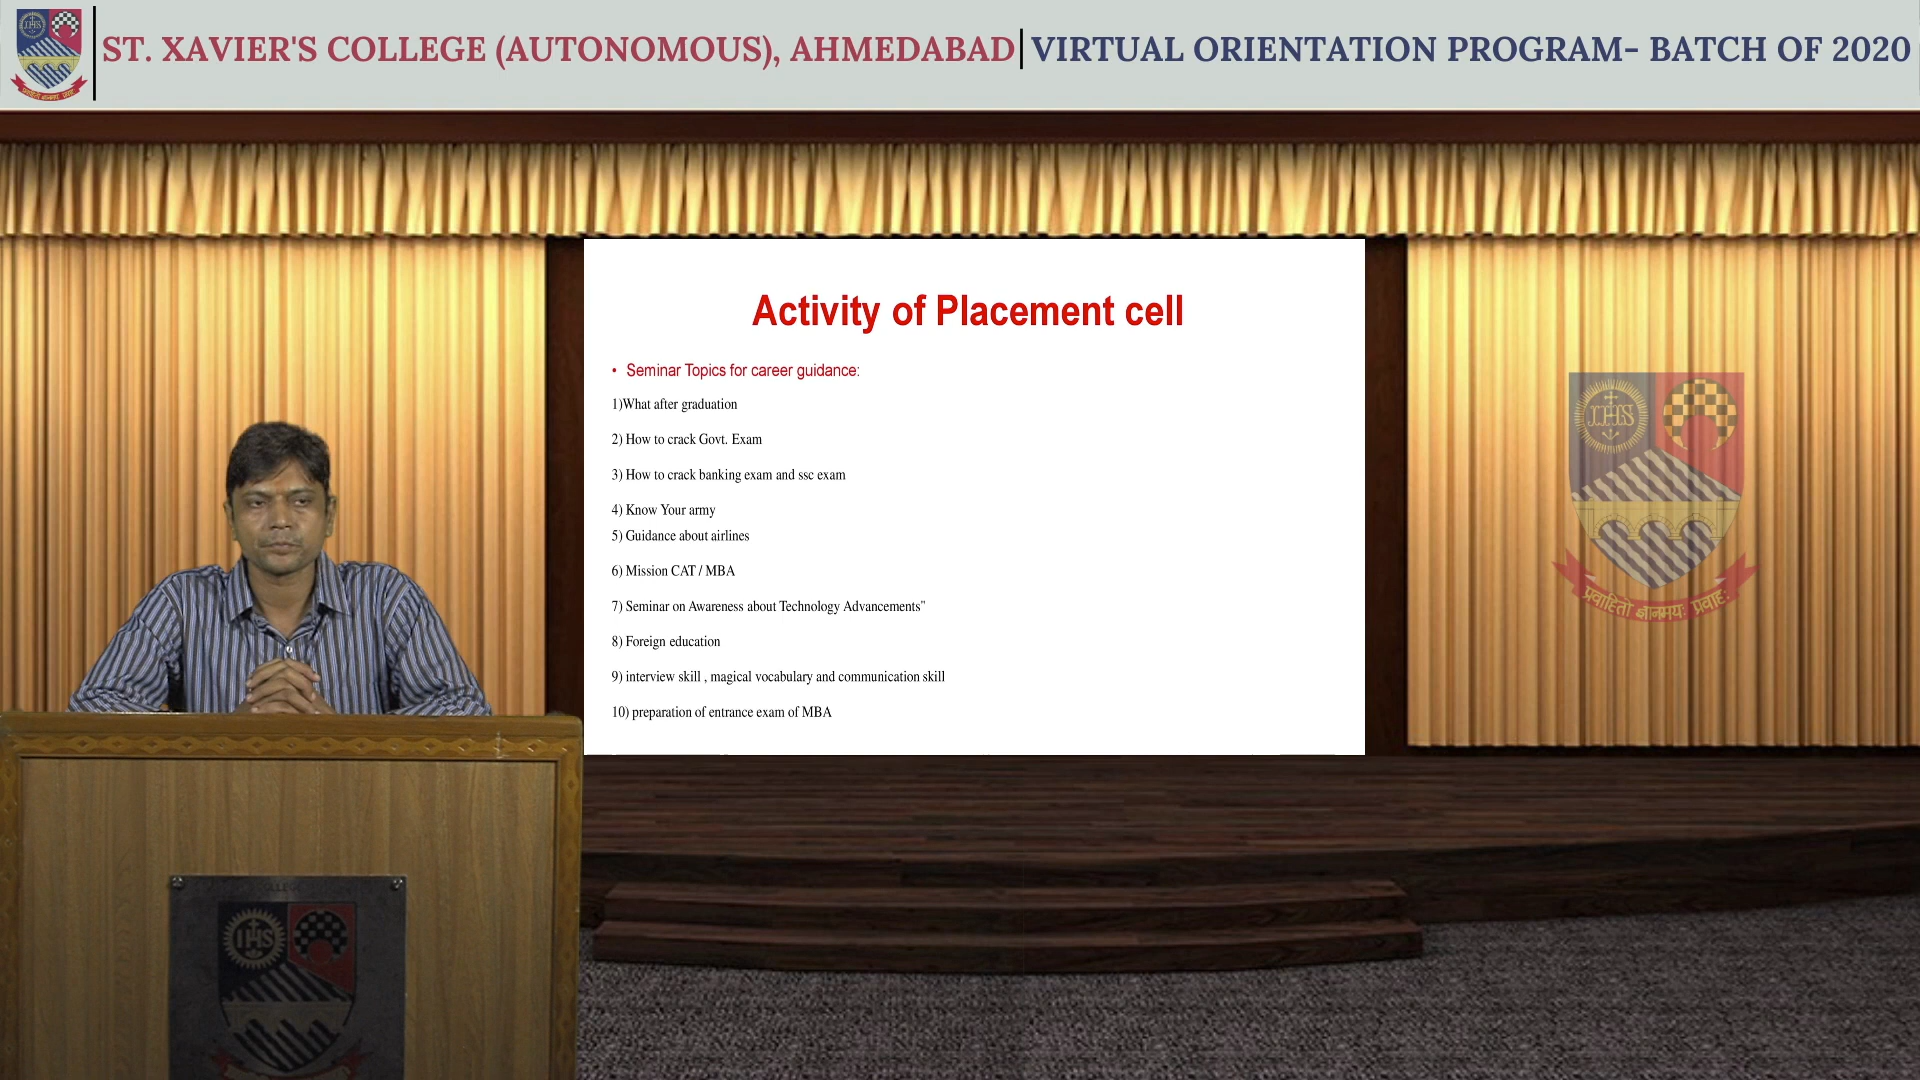 ST. XAVIER'S COLLEGE (AUTONOMOUS), AHMEDABAD
VIRTUAL ORIENTATION PROGRAM- BATCH OF 2020
Activity of Placement cell
• Seminar Topics for career guidance:
1)What after graduation
2) How to crack Govt. Exam
3) How to crack banking exam and ssc exam
4) Know Your army
5) Guidance about airlines
6) Mission CAT / MBA
7) Seminar on Awareness about Technology Advancements"
8) Foreign education
9) interview skill , magical vocabulary and communication skill
10) preparation of entrance exam of MBA
IHS
प्रवाहितो ज्ञानमयः प्रवाहः
IHS